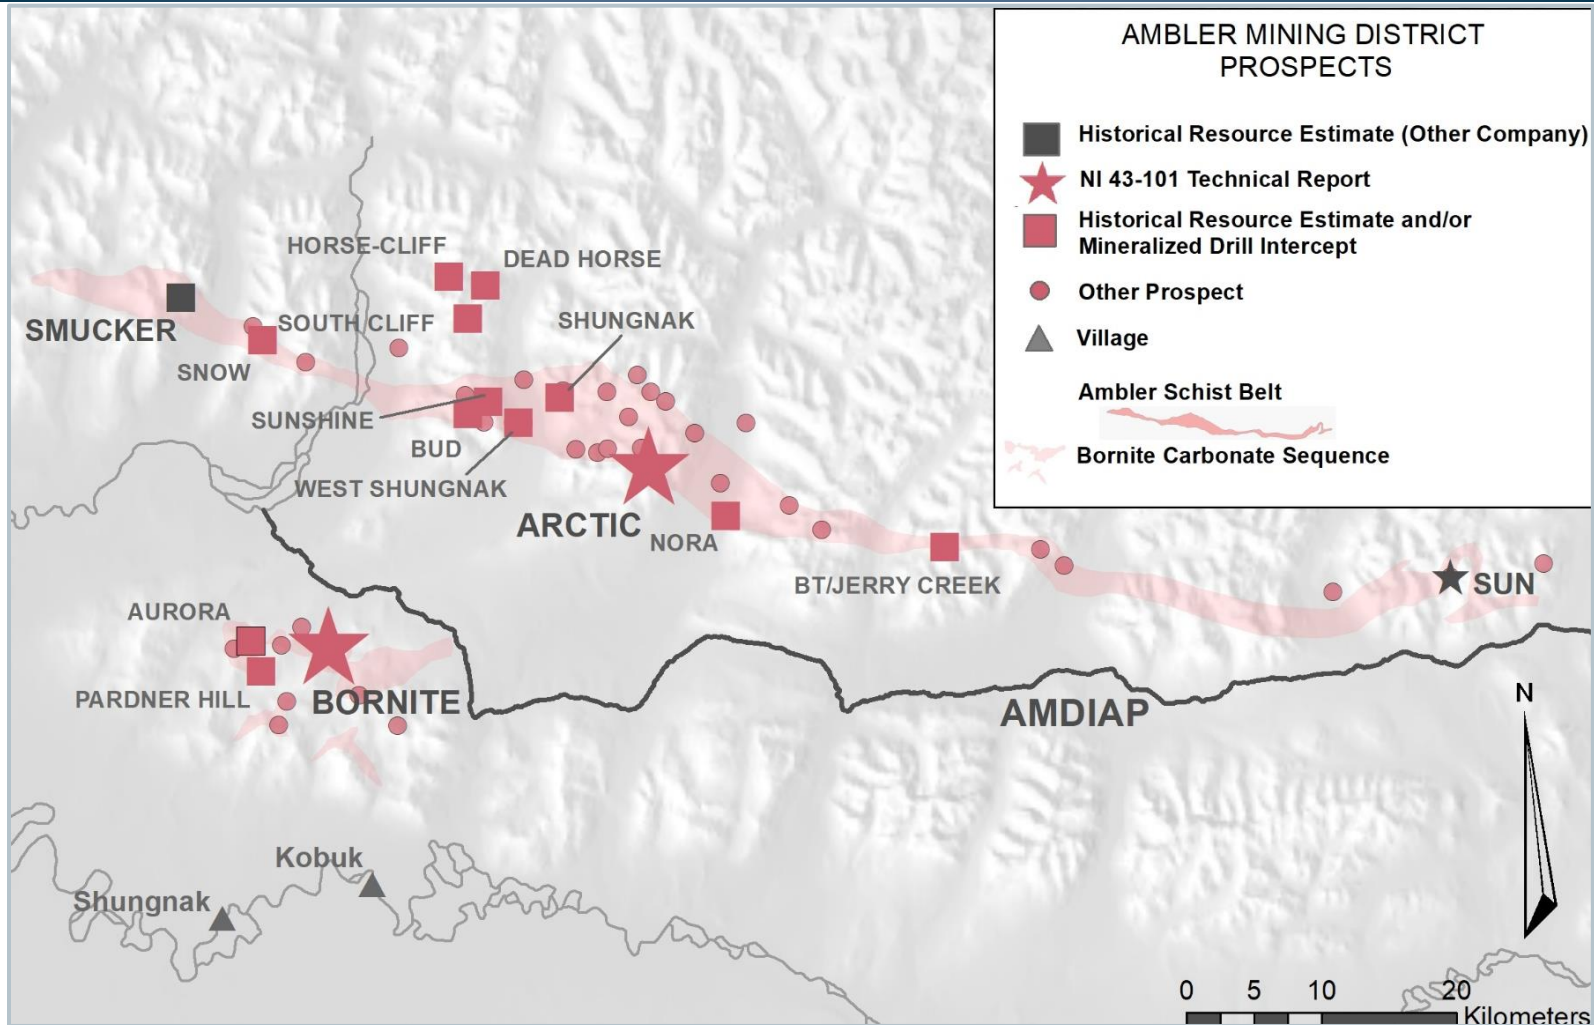 AMBLER MINING DISTRICT
PROSPECTS
Historical Resource Estimate (Other Company)
NI 43-101 Technical Report
Historical Resource Estimate and/or
Mineralized Drill Intercept
Other Prospect
Village
Ambler Schist Belt
Bornite Carbonate Sequence
HORSE-CLIFF
DEAD HORSE
SOUTH CLIFF
SHUNGNAK
SMUCKER
SNOW
SUNSHINE
BUD
WEST SHUNGNAK
ARCTIC
NORA
BT/JERRY CREEK
SUN
AURORA
PARDNER HILL
BORNITE
AMDIAP
N
Kobuk
Shungnak
0 5 10 20
Kilometers